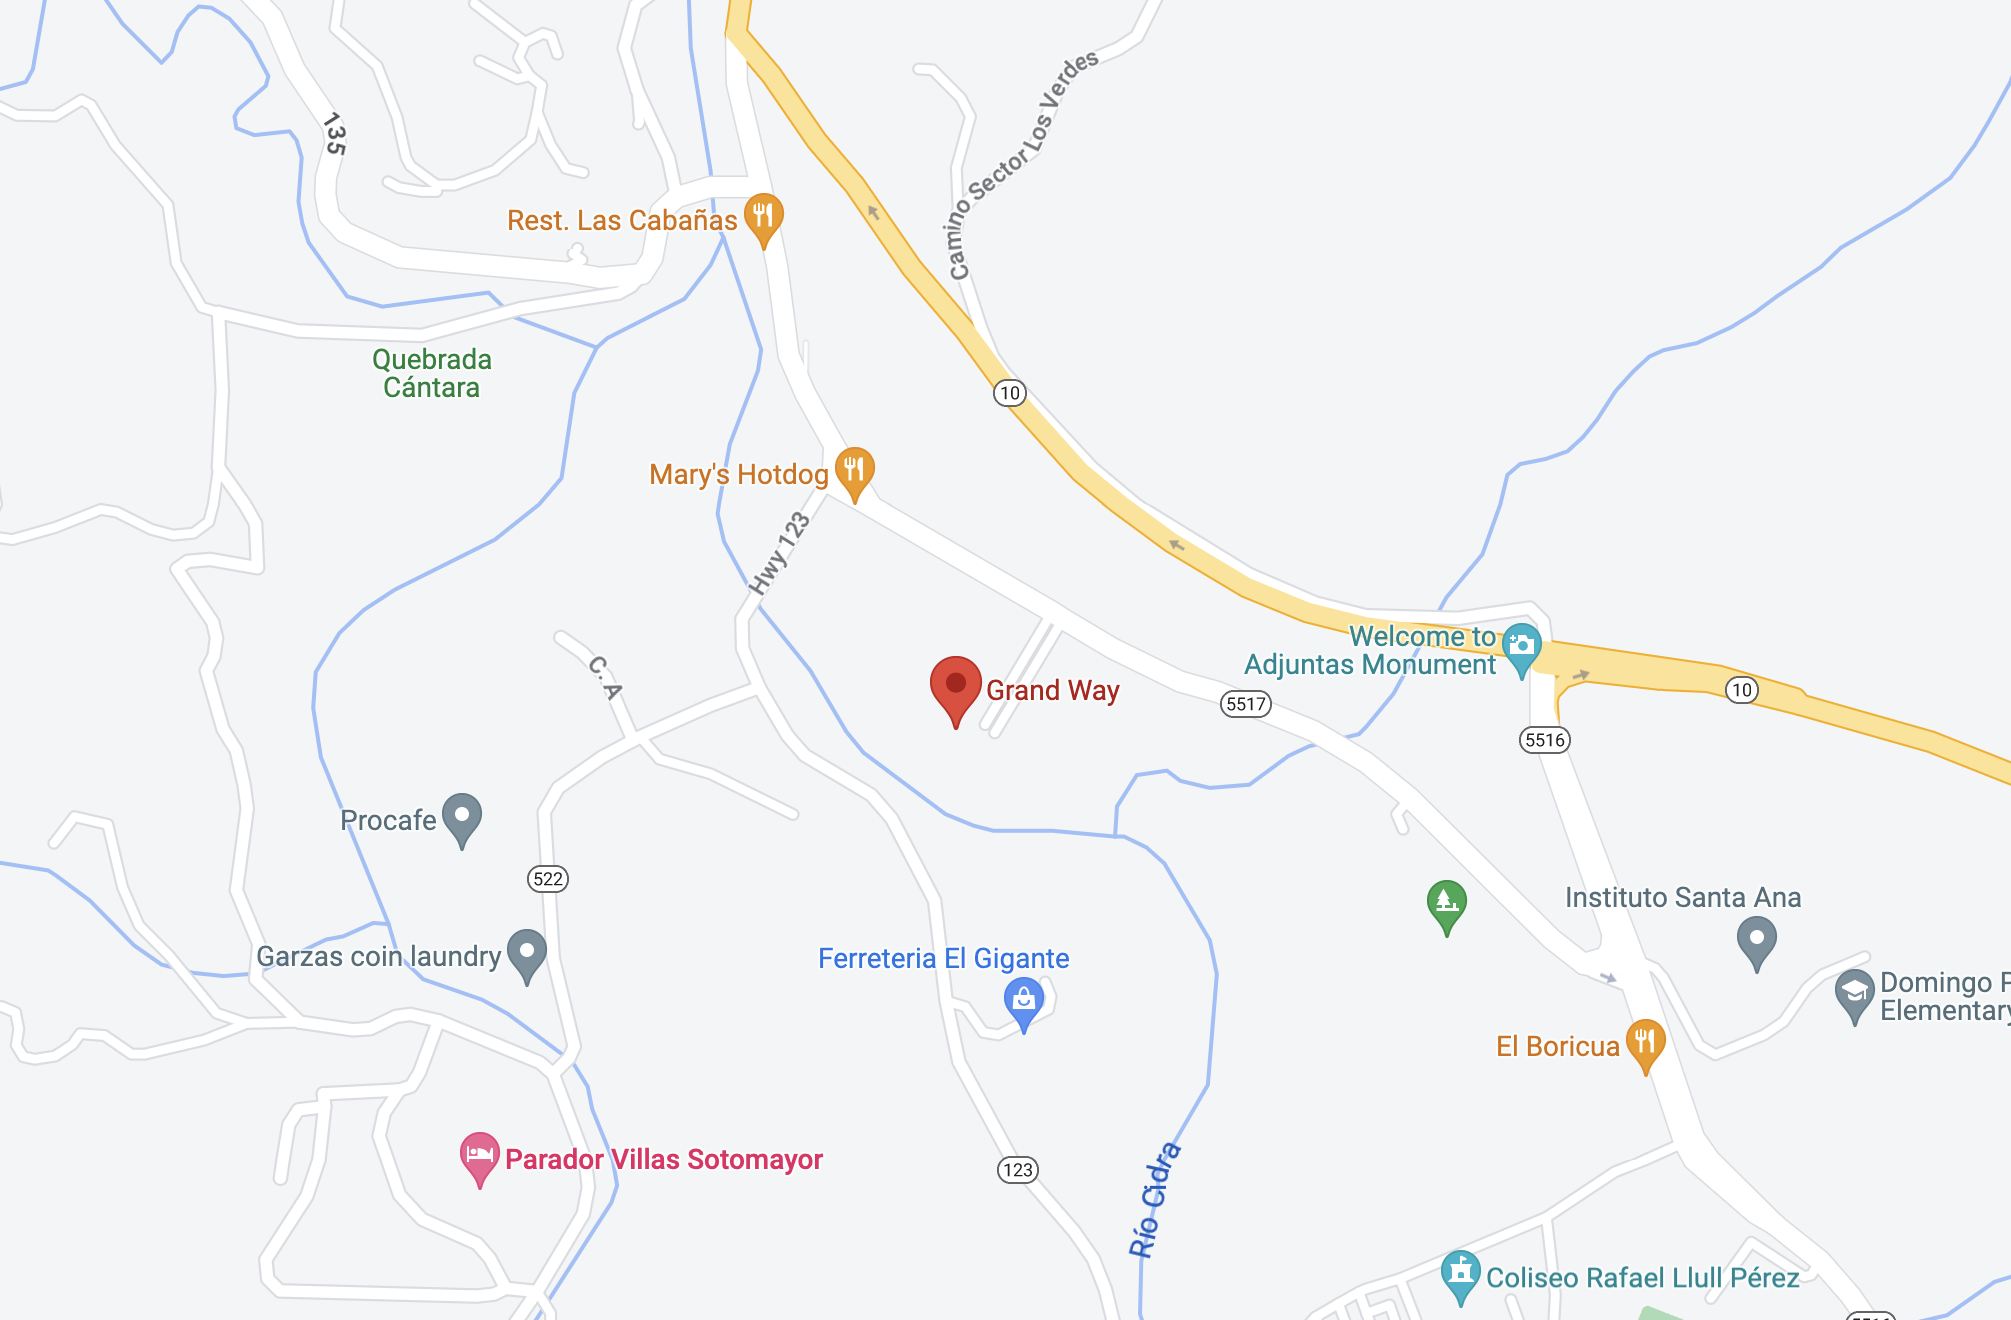 135
Camino Sector Los Verdes
Rest. Las Cabañas
Quebrada
Cántara
10
Mary's Hotdog
Hwy 123
Welcome to
Adjuntas Monument
C. A
Grand Way
5517
10
5516
Procafe
522
Instituto Santa Ana
Garzas coin laundry
Ferreteria El Gigante
Domingo P
Elementary
El Boricua
Parador Villas Sotomayor
123
Río Cidra
Coliseo Rafael Llull Pérez